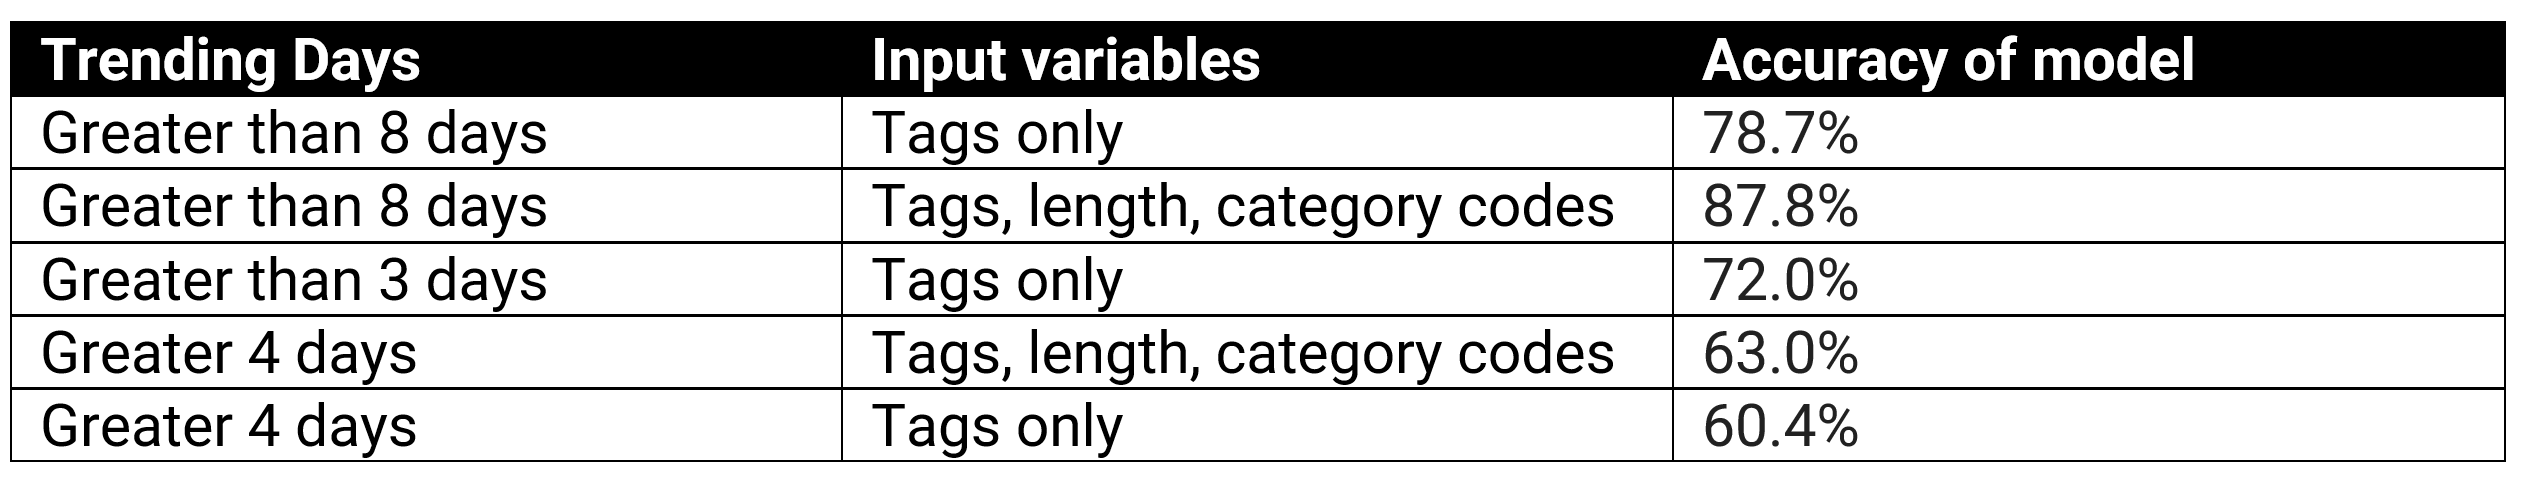 Trending Days Input variables Accuracy of model
Greater than 8 days Tags only 78.7%
Greater than 8 days Tags, length, category codes 87.8%
Greater than 3 days Tags only 72.0%
Greater 4 days Tags, length, category codes 63.0%
Greater 4 days Tags only 60.4%